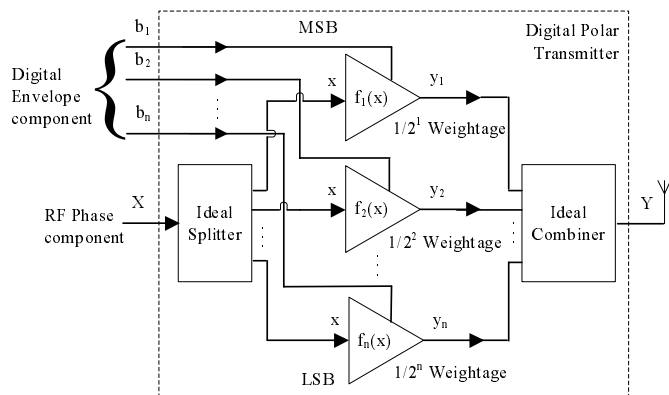 b1
MSB
Digital Polar
Transmitter
b2
Digital
Envelope
component
x
y1
f1(x)
bn
1/2^1 Weightage
X
RF Phase
component
Ideal
Splitter
x
y2
f2(x)
1/2^2 Weightage
Ideal
Combiner
Y
x
yn
fn(x)
LSB
1/2^n Weightage